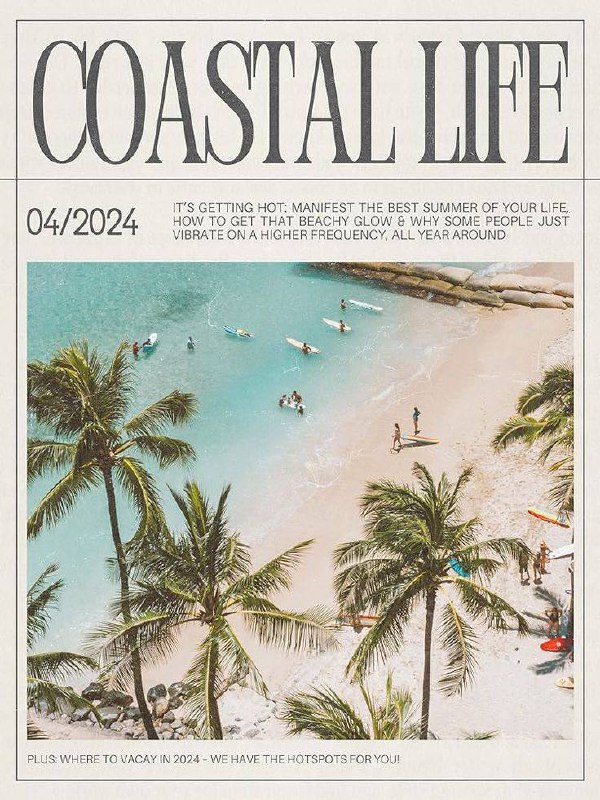 COASTAL LIFE
04/2024
IT'S GETTING HOT: MANIFEST THE BEST SUMMER OF YOUR LIFE,
HOW TO GET THAT BEACHY GLOW & WHY SOME PEOPLE JUST
VIBRATE ON A HIGHER FREQUENCY, ALL YEAR AROUND
PLUS: WHERE TO VACAY IN 2024 - WE HAVE THE HOTSPOTS FOR YOU!